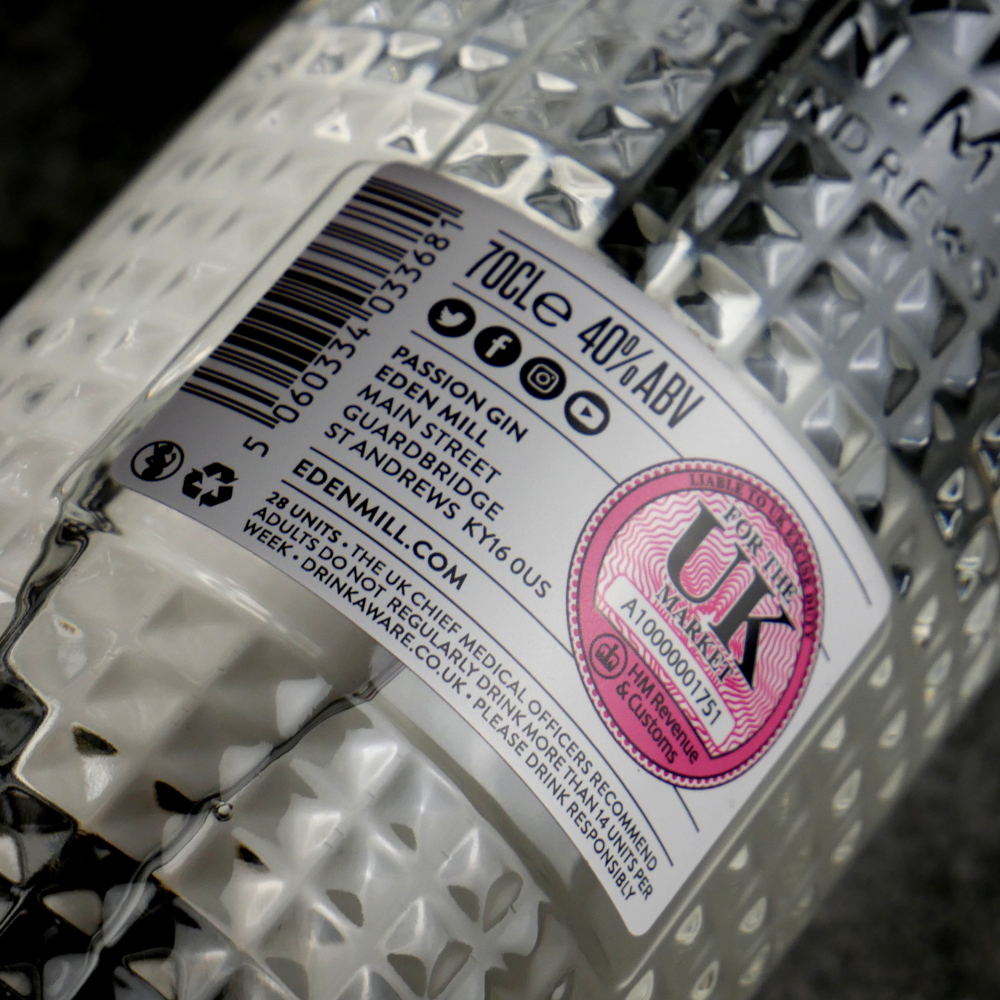 N · M
NDREWS
5 060334 033681
70CLe 40% ABV
PASSION GIN
EDEN MILL
MAIN STREET
GUARDBRIDGE
ST ANDREWS KY16 0US
EDENMILL.COM
28 UNITS • THE UK CHIEF MEDICAL OFFICERS RECOMMEND
ADULTS DO NOT REGULARLY DRINK MORE THAN 14 UNITS PER
WEEK • DRINKAWARE.CO.UK • PLEASE DRINK RESPONSIBLY
LIABLE TO UK EXCISE DUTY
FOR THE
UK
MARKET
A10000001751
HM Revenue
& Customs